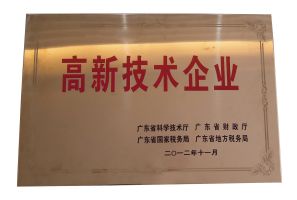 高新技术企业
广东省科学技术厅 广东省财政厅
广东省国家税务局 广东省地方税务局
二〇一二年十一月